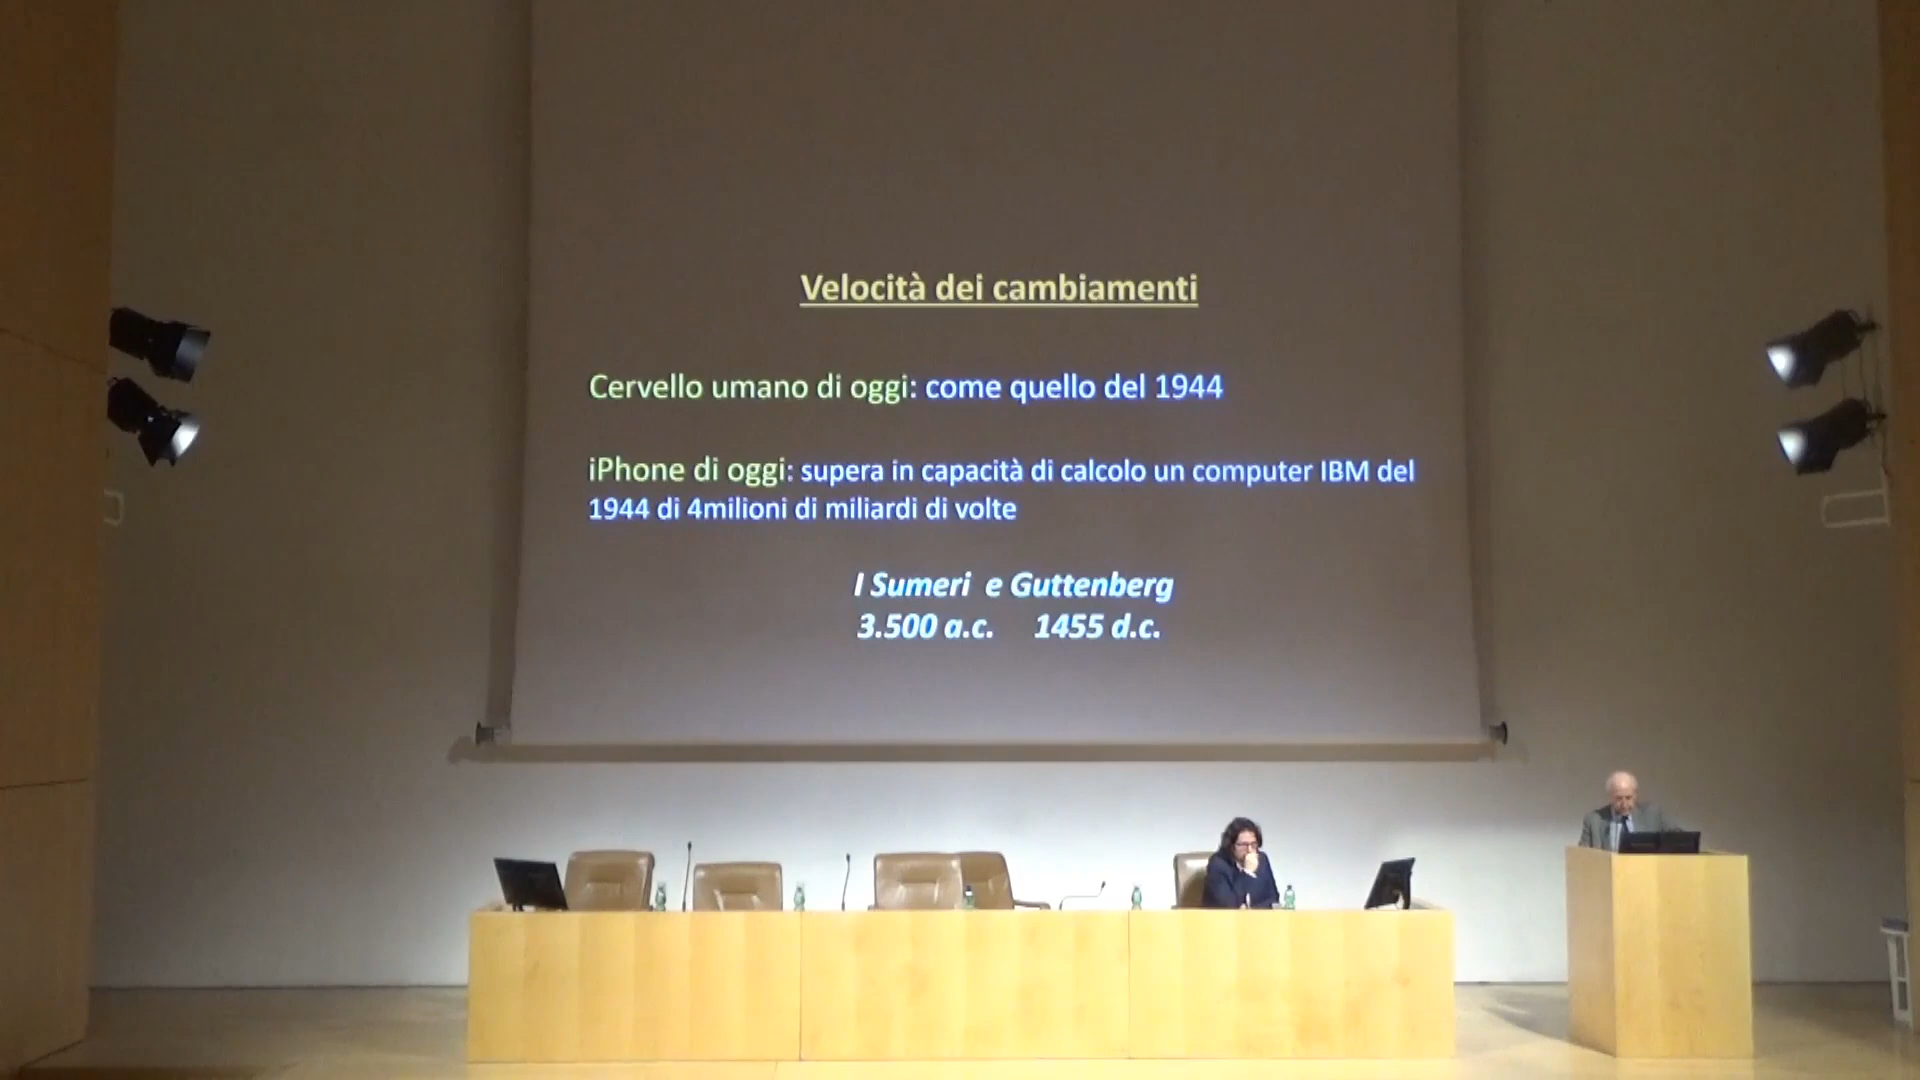 Velocità dei cambiamenti
Cervello umano di oggi: come quello del 1944
iPhone di oggi: supera in capacità di calcolo un computer IBM del
1944 di 4milioni di miliardi di volte
I Sumeri e Guttenberg
3.500 a.c. 1455 d.c.